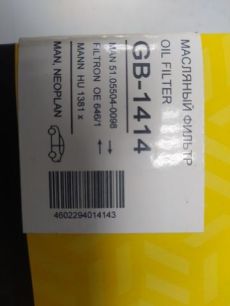 МАСЛЯНЫЙ ФИЛЬТР
OIL FILTER
GB-1414
MAN 51.05504-0098
FILTRON OE 646/1
MANN HU 1381 x
MAN, NEOPLAN
4602294014143